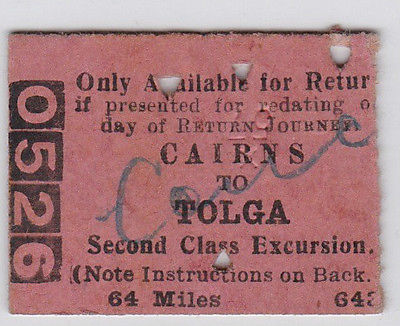 0526
Only Available for Retur
if presented for redating o
day of RETURN JOURNEY.
CAIRNS
TO
TOLGA
Second Class Excursion.
(Note Instructions on Back.
64 Miles 643